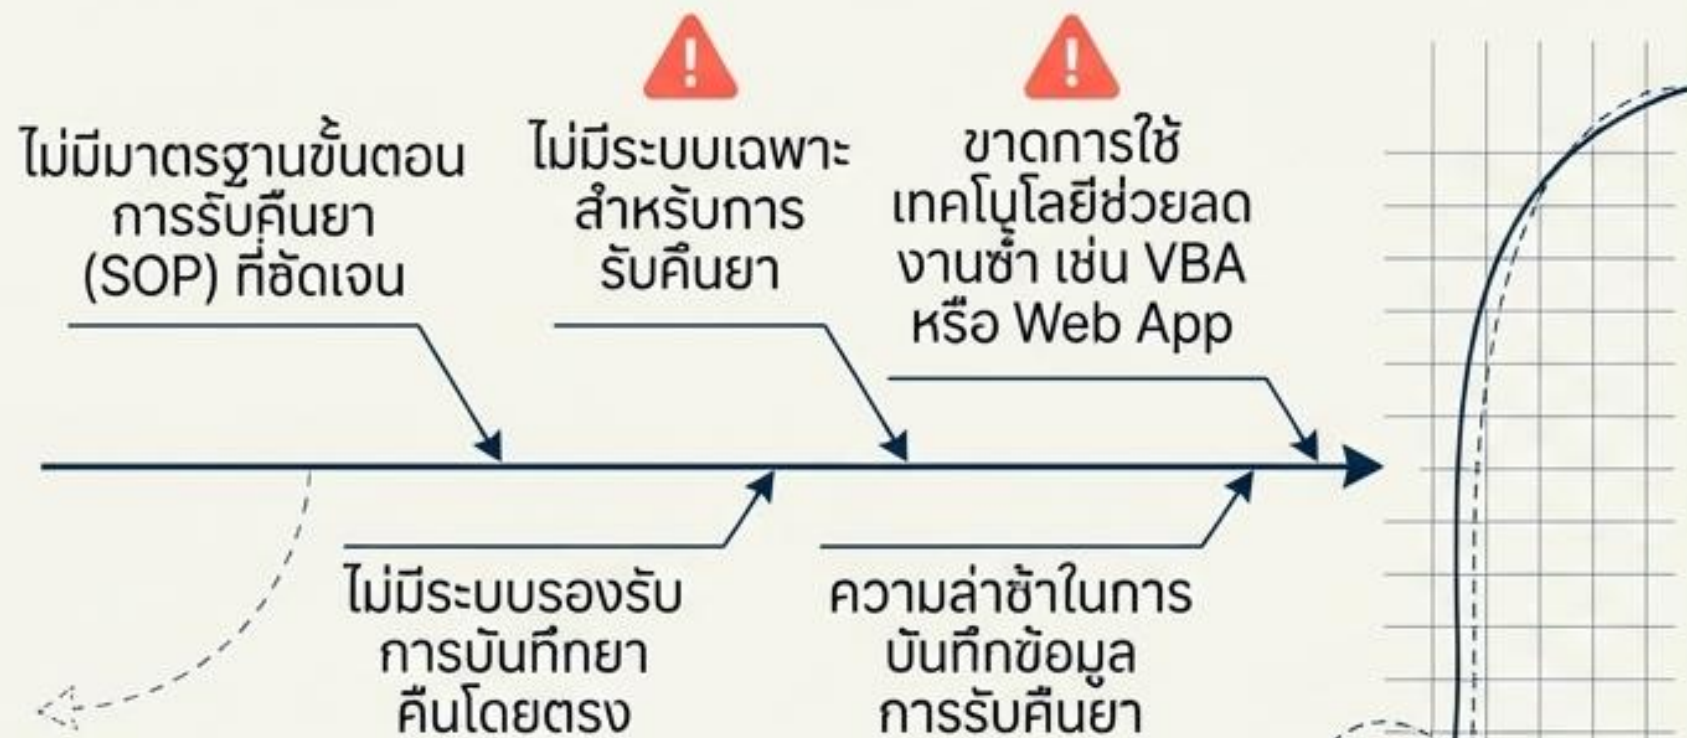 ไม่มีมาตรฐานขั้นตอน
การรับคืนยา
(SOP) ที่ชัดเจน
ไม่มีระบบเฉพาะ
สำหรับการ
รับคืนยา
ขาดการใช้
เทคโนโลยีช่วยลด
งานซ้ำ เช่น VBA
หรือ Web App
ไม่มีระบบรองรับ
การบันทึกยา
คืนโดยตรง
ความล่าช้าในการ
บันทึกข้อมูล
การรับคืนยา